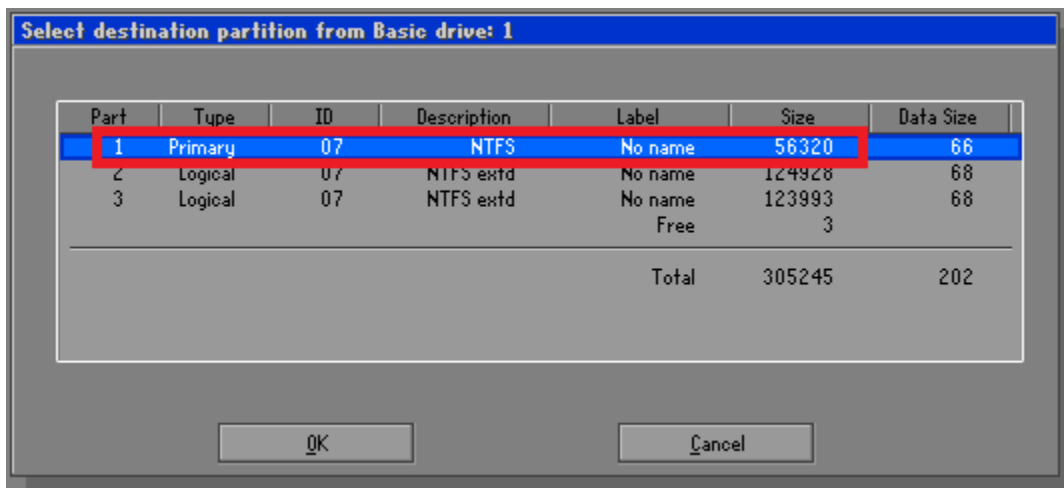 Select destination partition from Basic drive: 1
Part Type ID Description Label Size Data Size
1 Primary 07 NTFS No name 56320 66
2 Logical 07 NTFS extd No name 124928 68
3 Logical 07 NTFS extd No name 123993 68
Free 3
Total 305245 202
OK Cancel